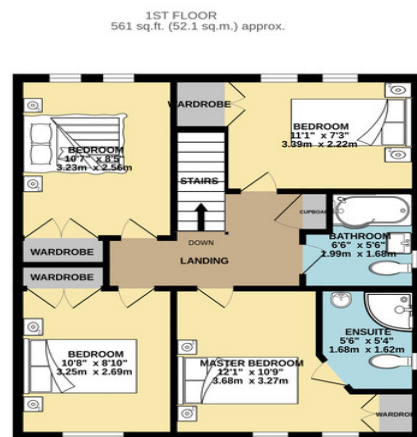 1ST FLOOR
561 sq.ft. (52.1 sq.m.) approx.
WARDROBE
BEDROOM
11'1" x 7'3"
3.39m x 2.22m
BEDROOM
10'7" x 8'5"
3.23m x 2.56m
STAIRS
CUPBOARD
DOWN
LANDING
BATHROOM
6'6" x 5'6"
1.99m x 1.68m
WARDROBE
WARDROBE
ENSUITE
5'6" x 5'4"
1.68m x 1.62m
BEDROOM
10'8" x 8'10"
3.25m x 2.69m
MASTER BEDROOM
12'1" x 10'9"
3.68m x 3.27m
WARDROBE